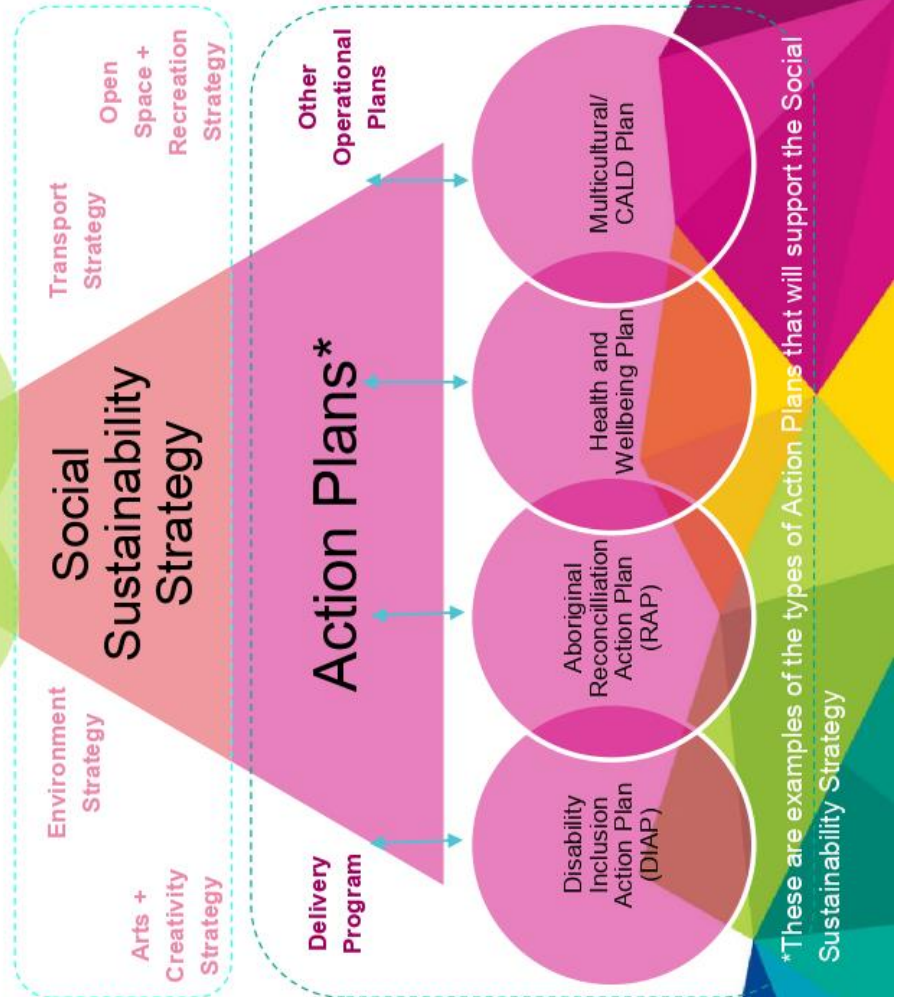 Arts +
Creativity
Strategy
Environment
Strategy
Social
Sustainability
Strategy
Transport
Strategy
Open
Space +
Recreation
Strategy
Delivery
Program
Action Plans*
Other
Operational
Plans
Disability
Inclusion
Action Plan
(DIAP)
Aboriginal
Reconcilliation
Action Plan
(RAP)
Health and
Wellbeing Plan
Multicultural/
CALD Plan
*These are examples of the types of Action Plans that will support the Social
Sustainability Strategy